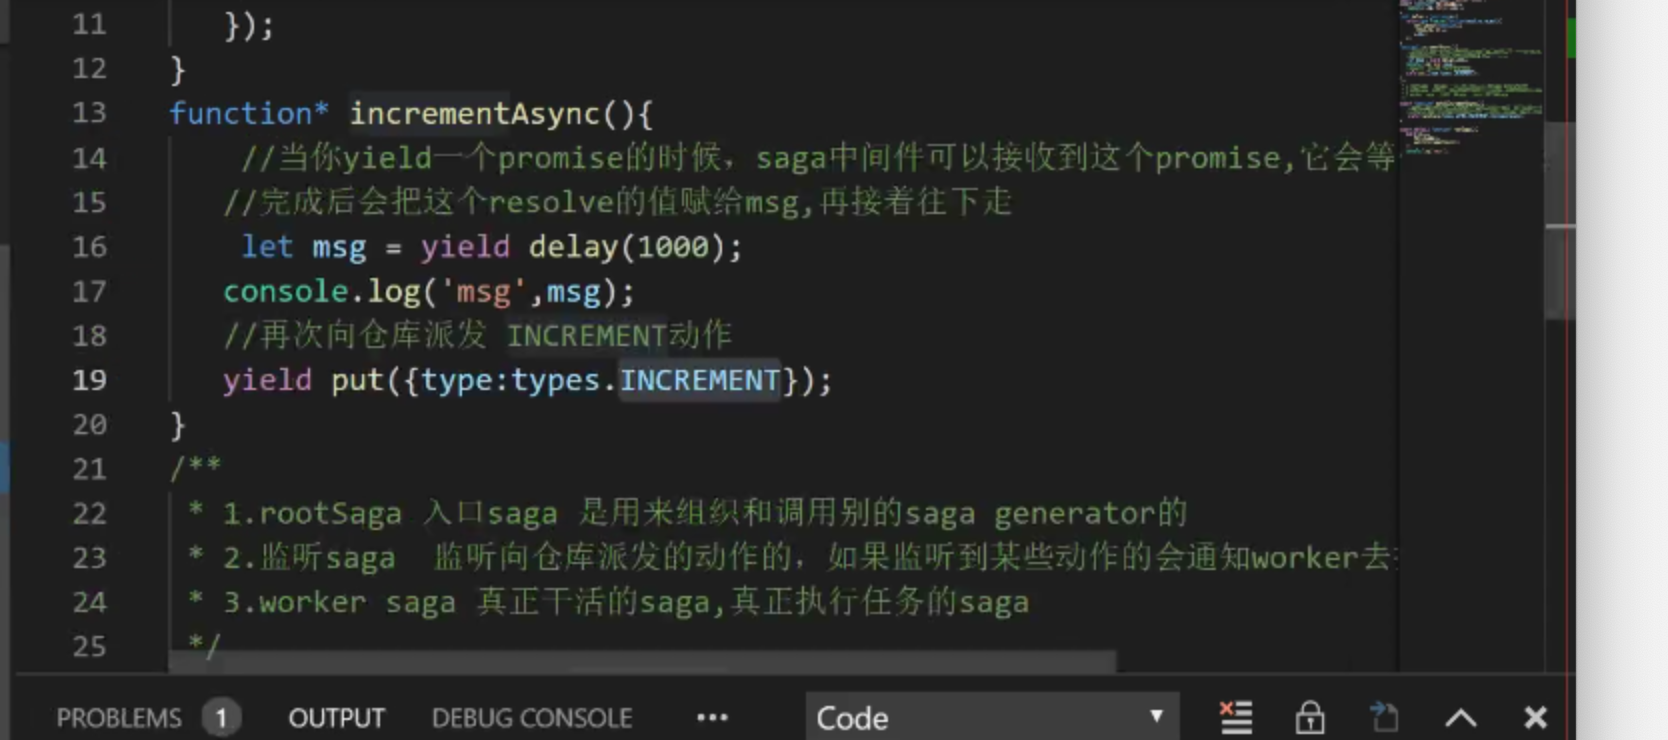 11 });
12 }
13 function* incrementAsync(){
14 //当你yield一个promise的时候，saga中间件可以接收到这个promise,它会等
15 //完成后会把这个resolve的值赋给msg,再接着往下走
16 let msg = yield delay(1000);
17 console.log('msg',msg);
18 //再次向仓库派发 INCREMENT动作
19 yield put({type:types.INCREMENT});
20 }
21 /**
22 * 1.rootSaga 入口saga 是用来组织和调用别的saga generator的
23 * 2.监听saga 监听向仓库派发的动作的，如果监听到某些动作的会通知worker去
24 * 3.worker saga 真正干活的saga,真正执行任务的saga
25 */
PROBLEMS 1 OUTPUT DEBUG CONSOLE ••• Code